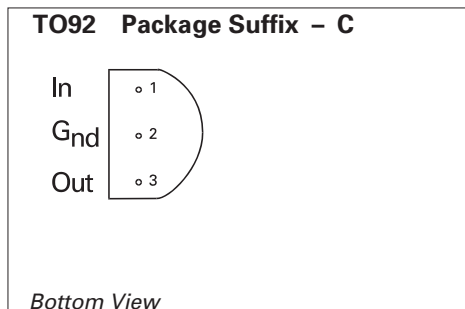 TO92 Package Suffix – C
In 1
Gnd 2
Out 3
Bottom View